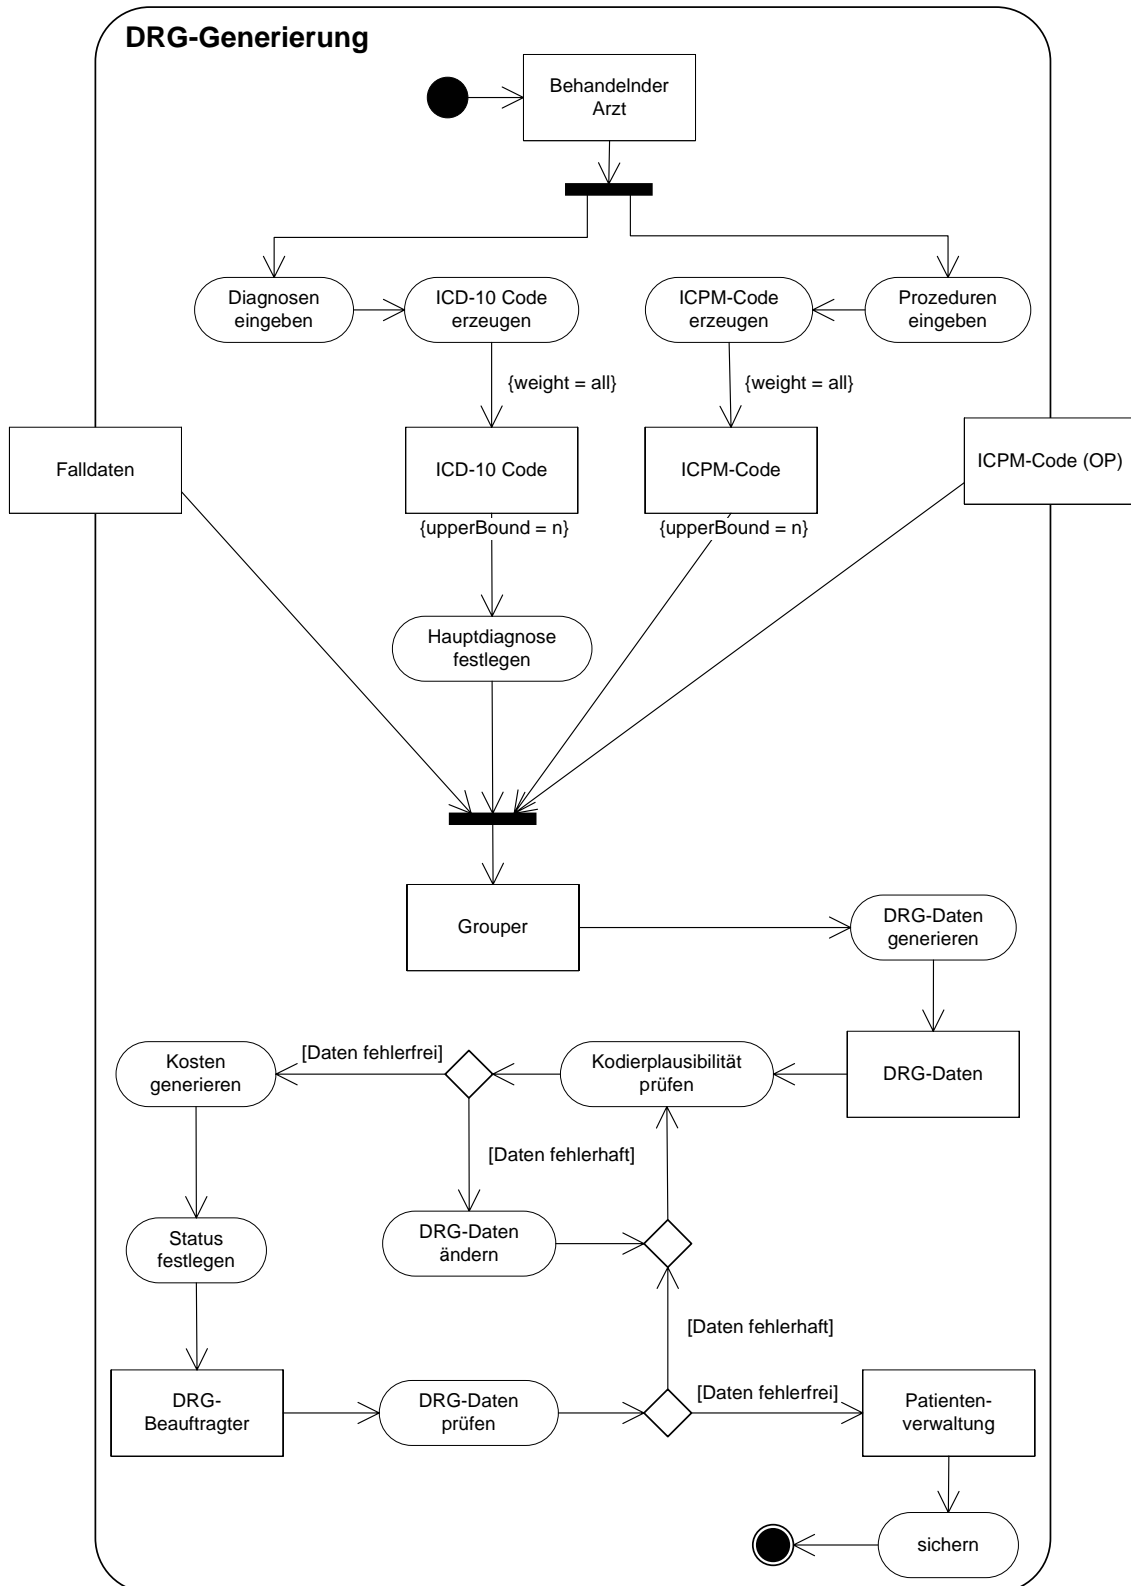 DRG-Generierung
Behandelnder
Arzt
Diagnosen
eingeben
ICD-10 Code
erzeugen
ICPM-Code
erzeugen
Prozeduren
eingeben
{weight = all}
{weight = all}
Falldaten
ICD-10 Code
ICPM-Code
ICPM-Code (OP)
{upperBound = n}
{upperBound = n}
Hauptdiagnose
festlegen
Grouper
DRG-Daten
generieren
Kosten
generieren
[Daten fehlerfrei]
Kodierplausibilität
prüfen
DRG-Daten
[Daten fehlerhaft]
Status
festlegen
DRG-Daten
ändern
[Daten fehlerhaft]
DRG-
Beauftragter
DRG-Daten
prüfen
[Daten fehlerfrei]
Patienten-
verwaltung
sichern